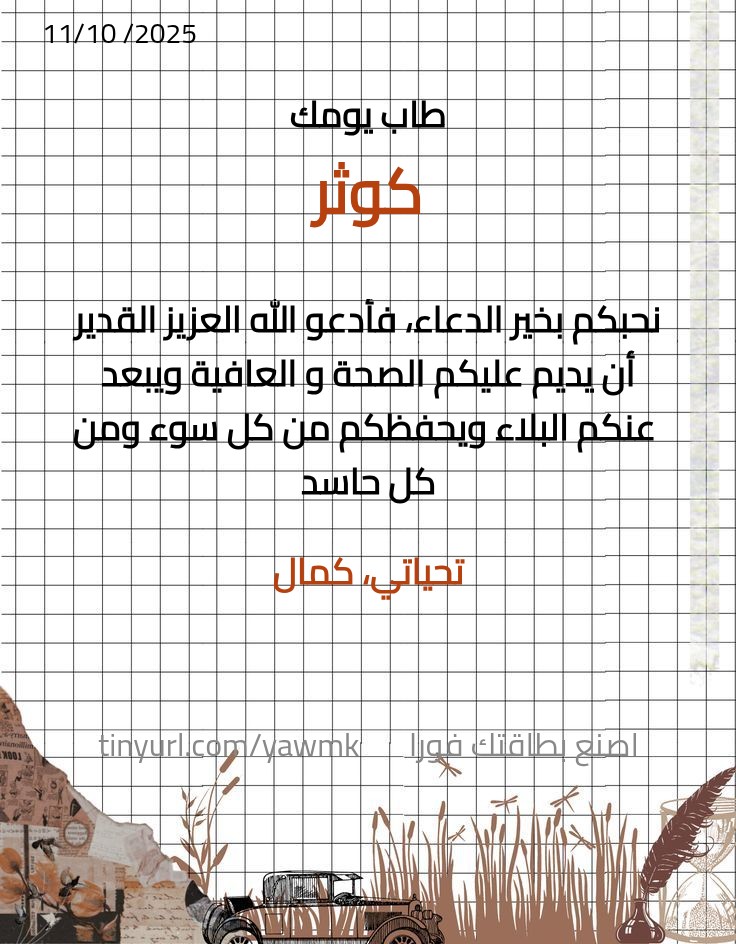 11/10 /2025
طاب يومك
كوثر
نحبكم بخير الدعاء، فأدعو الله العزيز القدير
أن يديم عليكم الصحة و العافية ويبعد
عنكم البلاء ويحفظكم من كل سوء ومن
كل حاسد
تحياتي، كمال
اصنع بطاقتك فورا tinyurl.com/yawmk